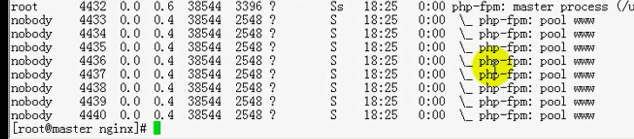 root 4432 0.0 0.6 38544 3396 ? Ss 18:25 0:00 php-fpm: master process (/u
nobody 4433 0.0 0.4 38544 2548 ? S 18:25 0:00 \_ php-fpm: pool www
nobody 4434 0.0 0.4 38544 2548 ? S 18:25 0:00 \_ php-fpm: pool www
nobody 4435 0.0 0.4 38544 2548 ? S 18:25 0:00 \_ php-fpm: pool www
nobody 4436 0.0 0.4 38544 2548 ? S 18:25 0:00 \_ php-fpm: pool www
nobody 4437 0.0 0.4 38544 2548 ? S 18:25 0:00 \_ php-fpm: pool www
nobody 4438 0.0 0.4 38544 2548 ? S 18:25 0:00 \_ php-fpm: pool www
nobody 4439 0.0 0.4 38544 2548 ? S 18:25 0:00 \_ php-fpm: pool www
nobody 4440 0.0 0.4 38544 2548 ? S 18:25 0:00 \_ php-fpm: pool www
[root@master nginx]#